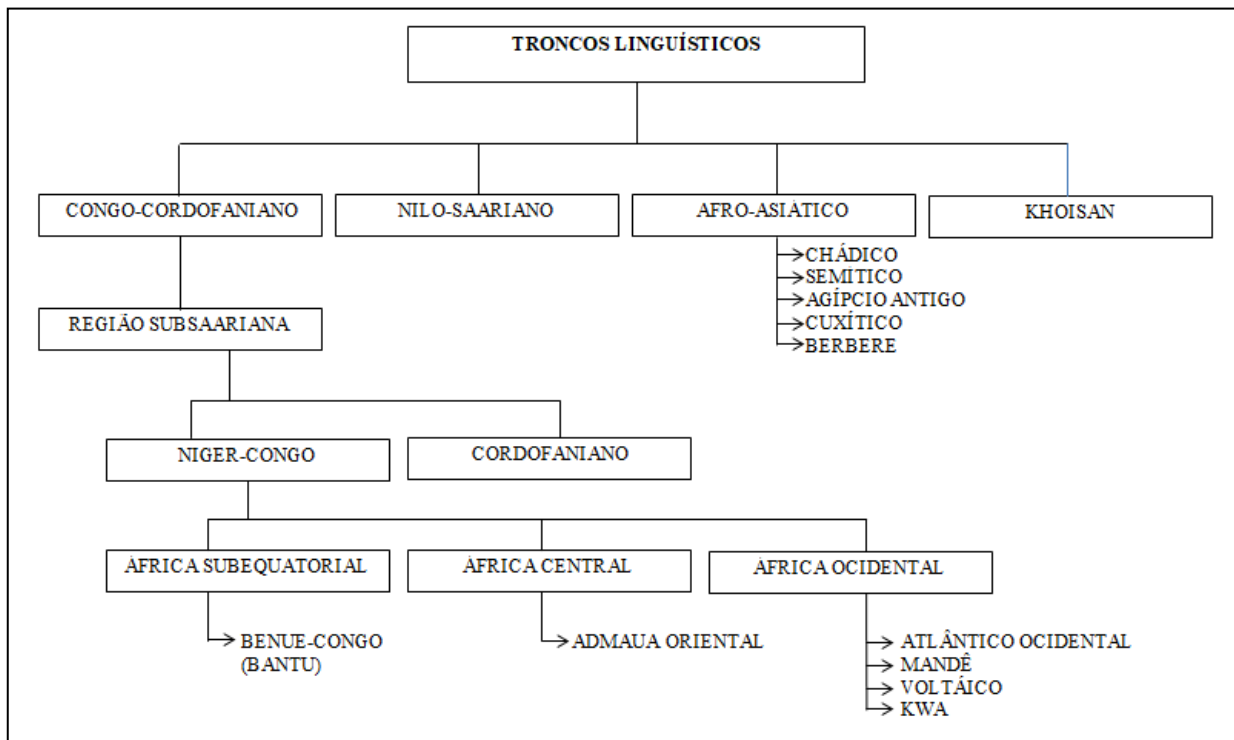 TRONCOS LINGUÍSTICOS
CONGO-CORDOFANIANO
NILO-SAARIANO
AFRO-ASIÁTICO
KHOISAN
CHÁDICO
SEMÍTICO
AGÍPCIO ANTIGO
CUXÍTICO
BERBERE
REGIÃO SUBSAARIANA
NIGER-CONGO
CORDOFANIANO
ÁFRICA SUBEQUATORIAL
ÁFRICA CENTRAL
ÁFRICA OCIDENTAL
BENUE-CONGO
(BANTU)
ADMAUA ORIENTAL
ATLÂNTICO OCIDENTAL
MANDÊ
VOLTÁICO
KWA